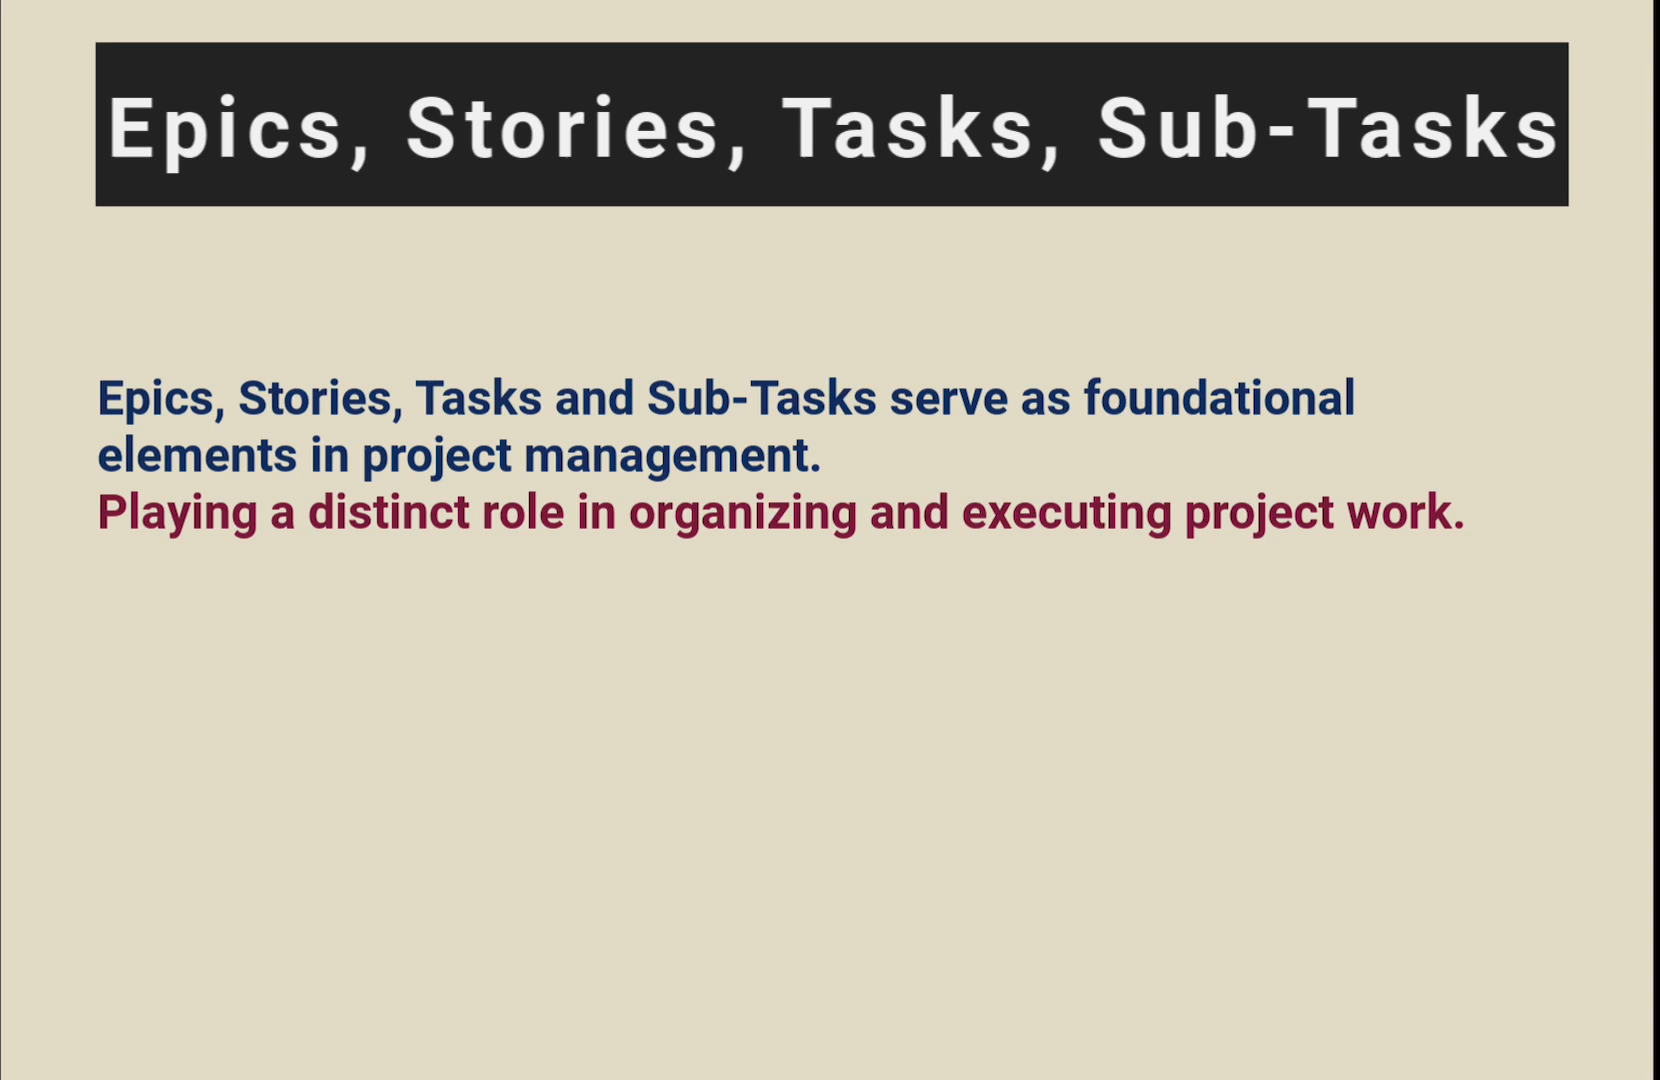 Epics, Stories, Tasks, Sub-Tasks
Epics, Stories, Tasks and Sub-Tasks serve as foundational
elements in project management.
Playing a distinct role in organizing and executing project work.